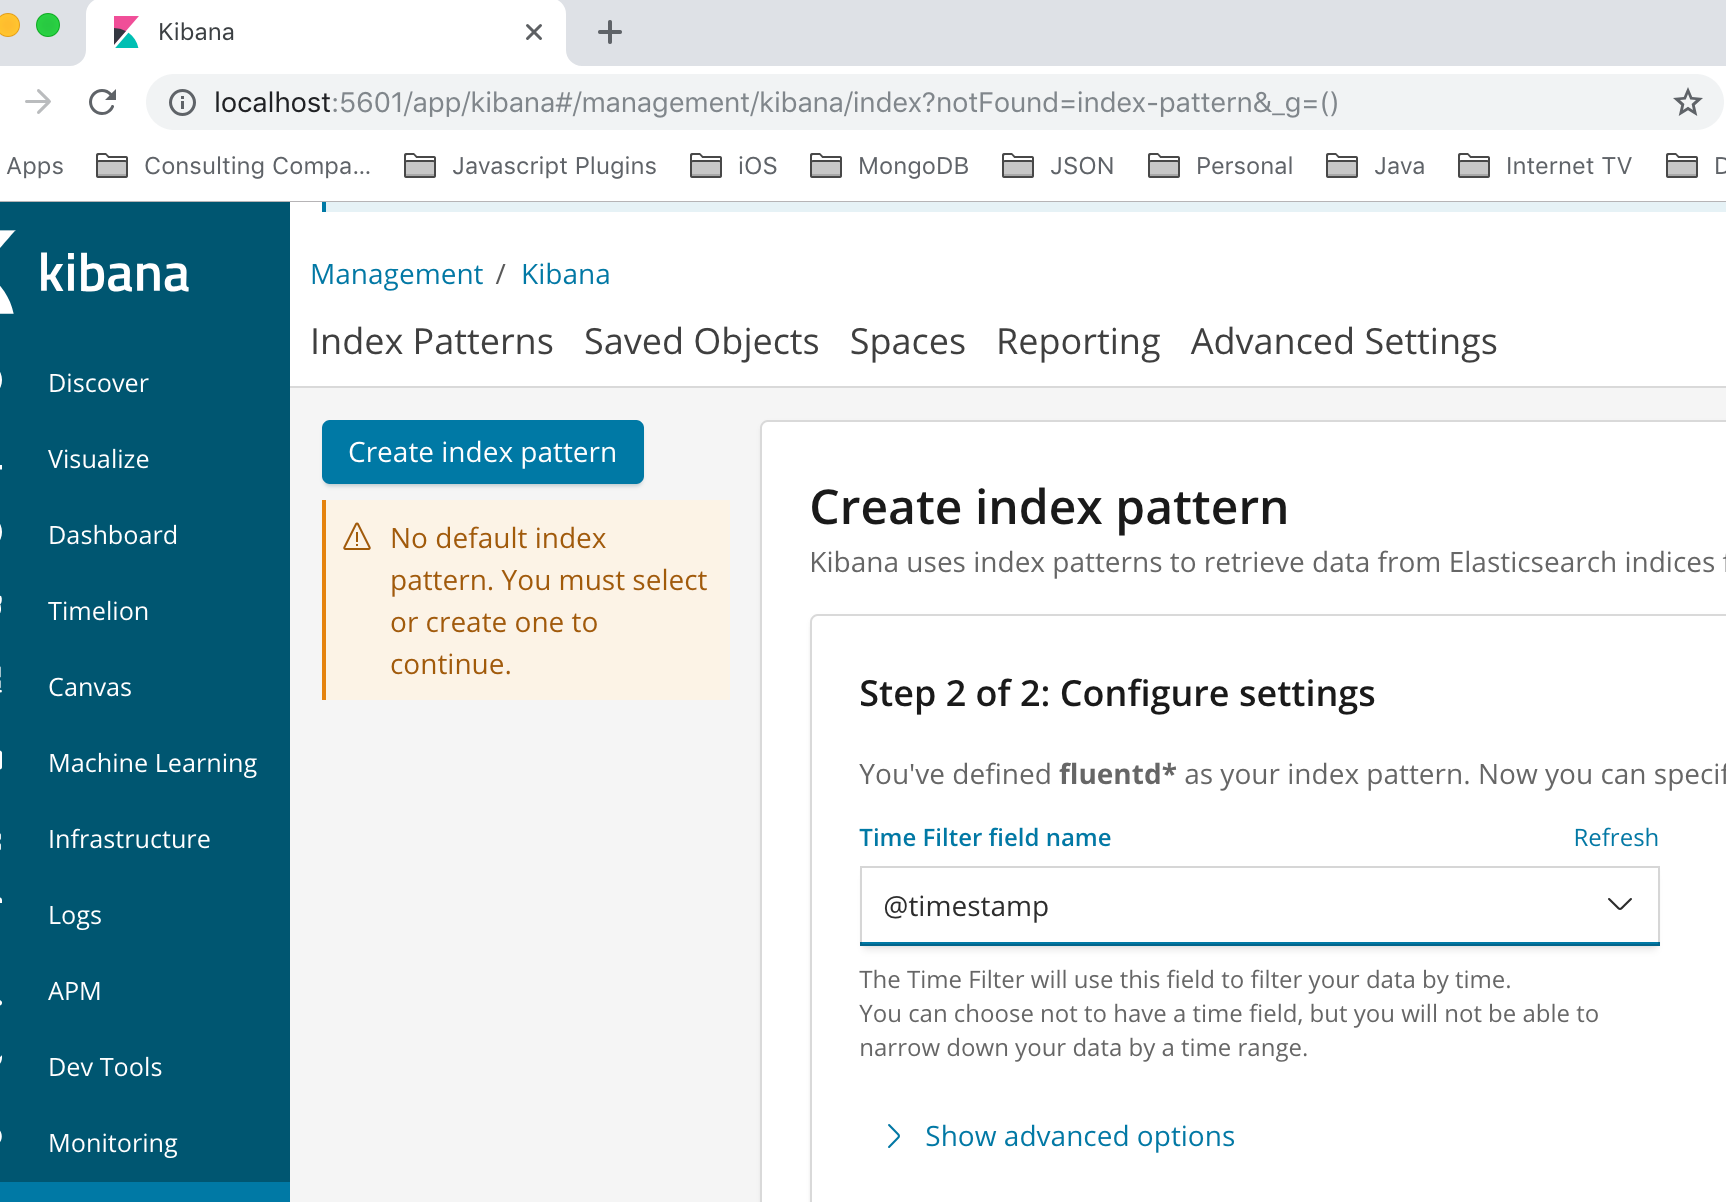 Kibana
localhost:5601/app/kibana#/management/kibana/index?notFound=index-pattern&_g=()
Apps Consulting Compa... Javascript Plugins iOS MongoDB JSON Personal Java Internet TV
kibana
Discover
Visualize
Dashboard
Timelion
Canvas
Machine Learning
Infrastructure
Logs
APM
Dev Tools
Monitoring
Management / Kibana
Index Patterns Saved Objects Spaces Reporting Advanced Settings
Create index pattern
No default index
pattern. You must select
or create one to
continue.
Create index pattern
Kibana uses index patterns to retrieve data from Elasticsearch indices
Step 2 of 2: Configure settings
You've defined fluentd* as your index pattern. Now you can
Time Filter field name Refresh
@timestamp
The Time Filter will use this field to filter your data by time.
You can choose not to have a time field, but you will not be able to
narrow down your data by a time range.
Show advanced options